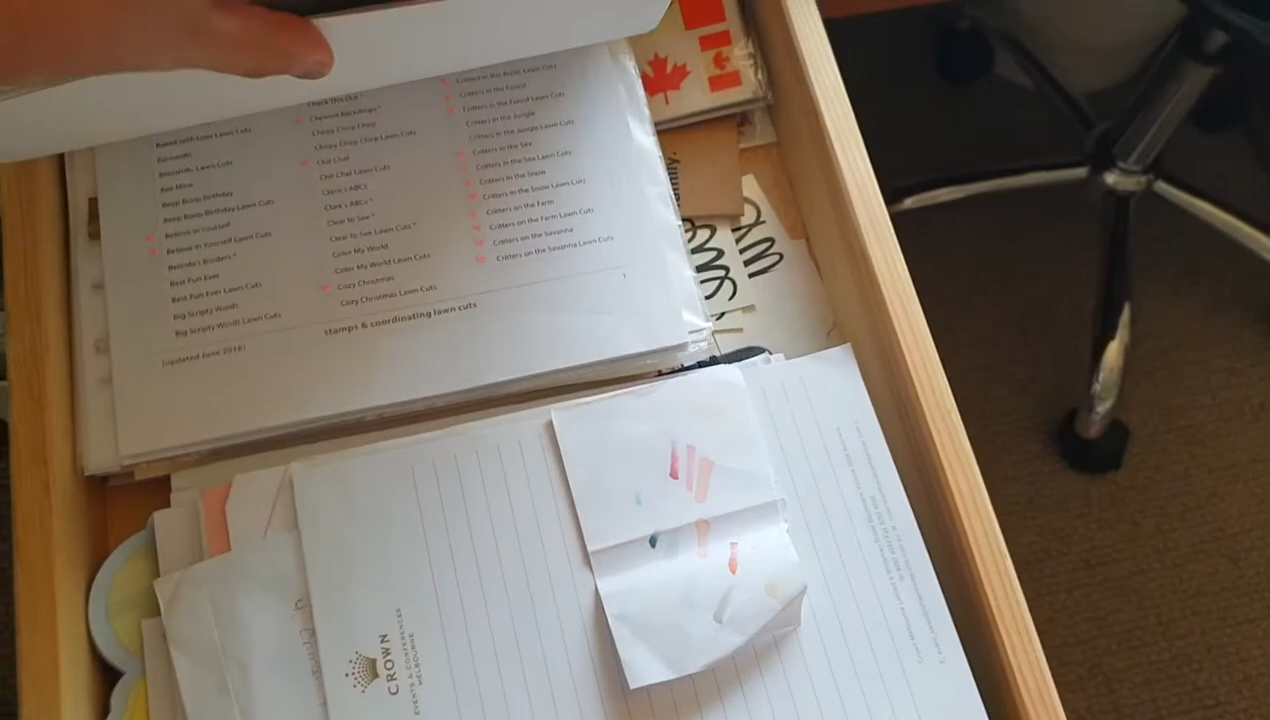 Baked with Love Lawn Cuts
Bannerific
Bannerific Lawn Cuts
Bee Mine
Beep Boop Birthday
Beep Boop Birthday Lawn Cuts
Believe in Yourself
Believe in Yourself Lawn Cuts
Belinda's Borders *
Best Fun Ever
Best Fun Ever Lawn Cuts
Big Scripty Words
Big Scripty Words Lawn Cuts
Check This Out *
Chevron Backdrops *
Chirpy Chirp Chirp
Chirpy Chirp Chirp Lawn Cuts
Chit Chat
Chit Chat Lawn Cuts
Claire's ABCs
Clark's ABCs *
Clear to See *
Clear to See Lawn Cuts *
Color My World
Color My World Lawn Cuts
Cozy Christmas
Cozy Christmas Lawn Cuts
Critters in the Arctic Lawn Cuts
Critters in the Forest
Critters in the Forest Lawn Cuts
Critters in the Jungle
Critters in the Jungle Lawn Cuts
Critters in the Sea
Critters in the Sea Lawn Cuts
Critters in the Snow
Critters in the Snow Lawn Cuts
Critters on the Farm
Critters on the Farm Lawn Cuts
Critters on the Savanna
Critters on the Savanna Lawn Cuts
stamps & coordinating lawn cuts
(updated June 2016)
family.
CROWN
EVENTS & CONFERENCES
MELBOURNE